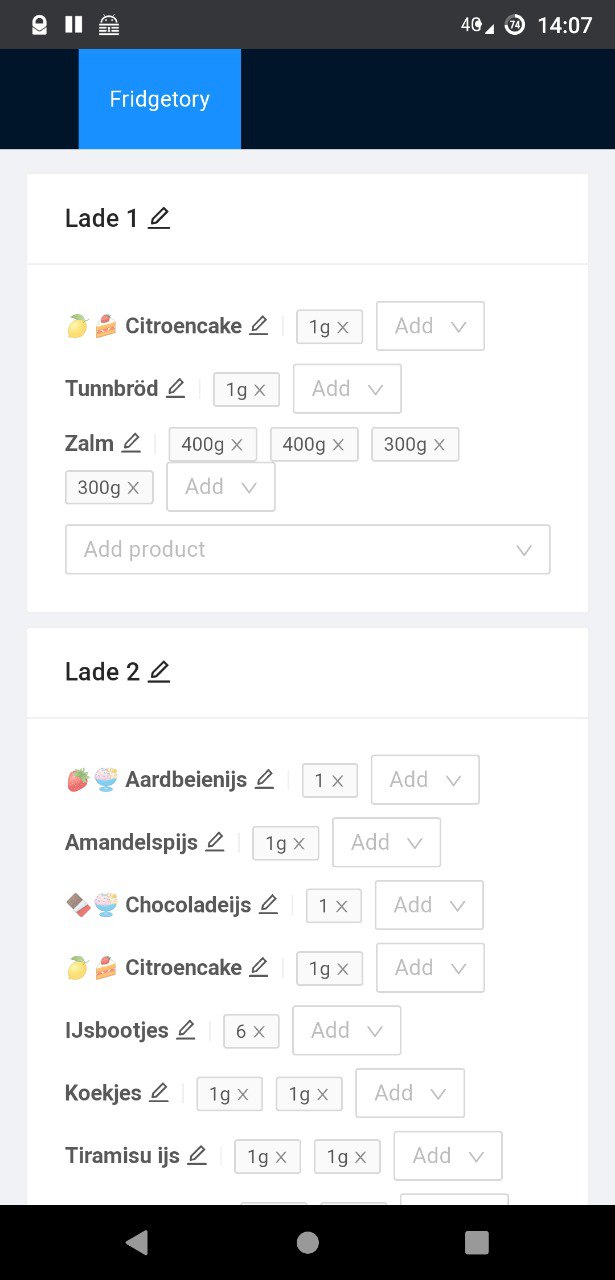 4G 74 14:07
Fridgetory
Lade 1
🍋 🍰 Citroencake 1g × Add
Tunnbröd 1g × Add
Zalm 400g × 400g × 300g ×
300g × Add
Add product
Lade 2
🍓🍨 Aardbeienijs 1 × Add
Amandelspijs 1g × Add
🍫🍨 Chocoladeijs 1 × Add
🍋 🍰 Citroencake 1g × Add
IJsbootjes 6 × Add
Koekjes 1g × 1g × Add
Tiramisu ijs 1g × 1g × Add